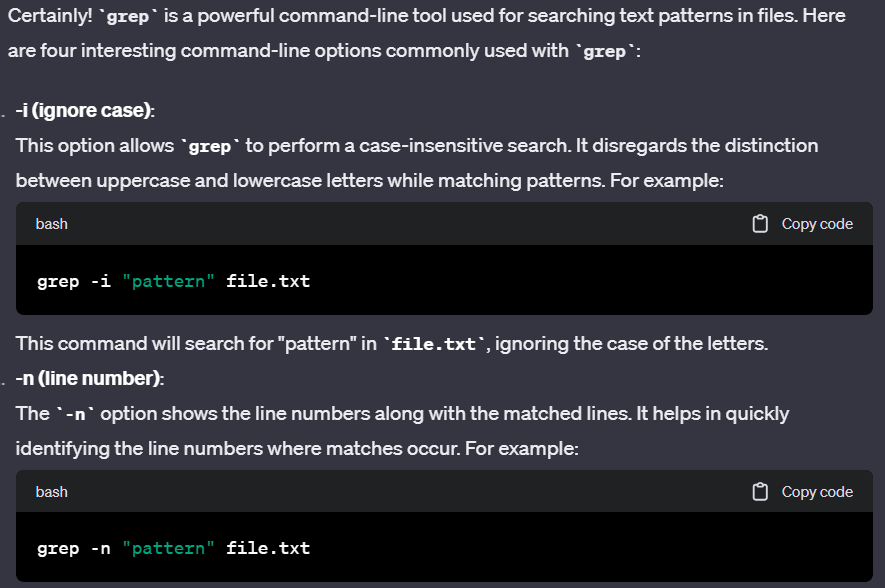 Certainly! `grep` is a powerful command-line tool used for searching text patterns in files. Here
are four interesting command-line options commonly used with `grep`:
. -i (ignore case):
This option allows `grep` to perform a case-insensitive search. It disregards the distinction
between uppercase and lowercase letters while matching patterns. For example:
bash Copy code
grep -i "pattern" file.txt
This command will search for "pattern" in `file.txt`, ignoring the case of the letters.
. -n (line number):
The `-n` option shows the line numbers along with the matched lines. It helps in quickly
identifying the line numbers where matches occur. For example:
bash Copy code
grep -n "pattern" file.txt